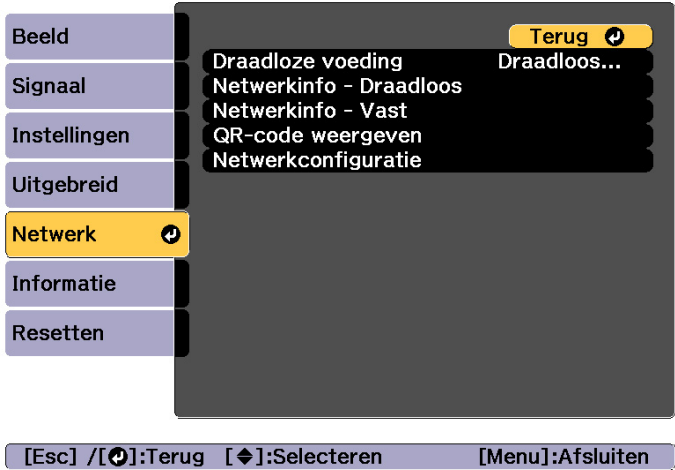 Beeld
Signaal
Instellingen
Uitgebreid
Netwerk
Informatie
Resetten
Terug
Draadloze voeding Draadloos...
Netwerkinfo - Draadloos
Netwerkinfo - Vast
QR-code weergeven
Netwerkconfiguratie
[Esc] /[⏎]:Terug [◆]:Selecteren [Menu]:Afsluiten